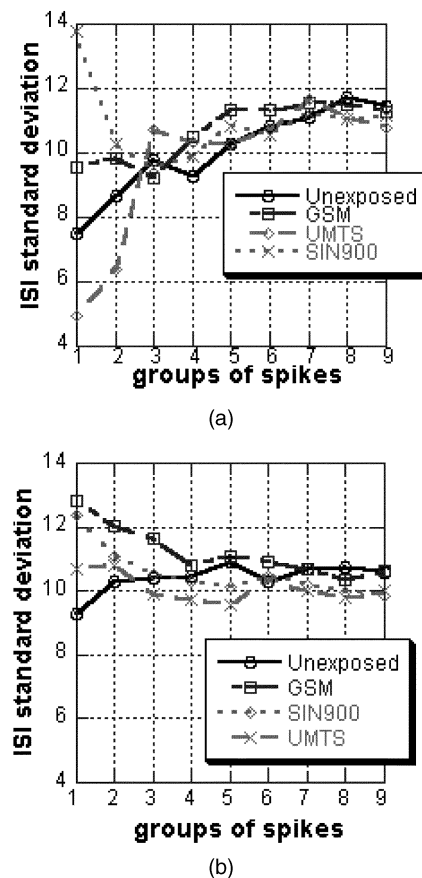 14
12
10
8
6
4
ISI standard deviation
Unexposed
GSM
UMTS
SIN900
1 2 3 4 5 6 7 8 9
groups of spikes
(a)
14
12
10
8
6
4
ISI standard deviation
Unexposed
GSM
SIN900
UMTS
1 2 3 4 5 6 7 8 9
groups of spikes
(b)